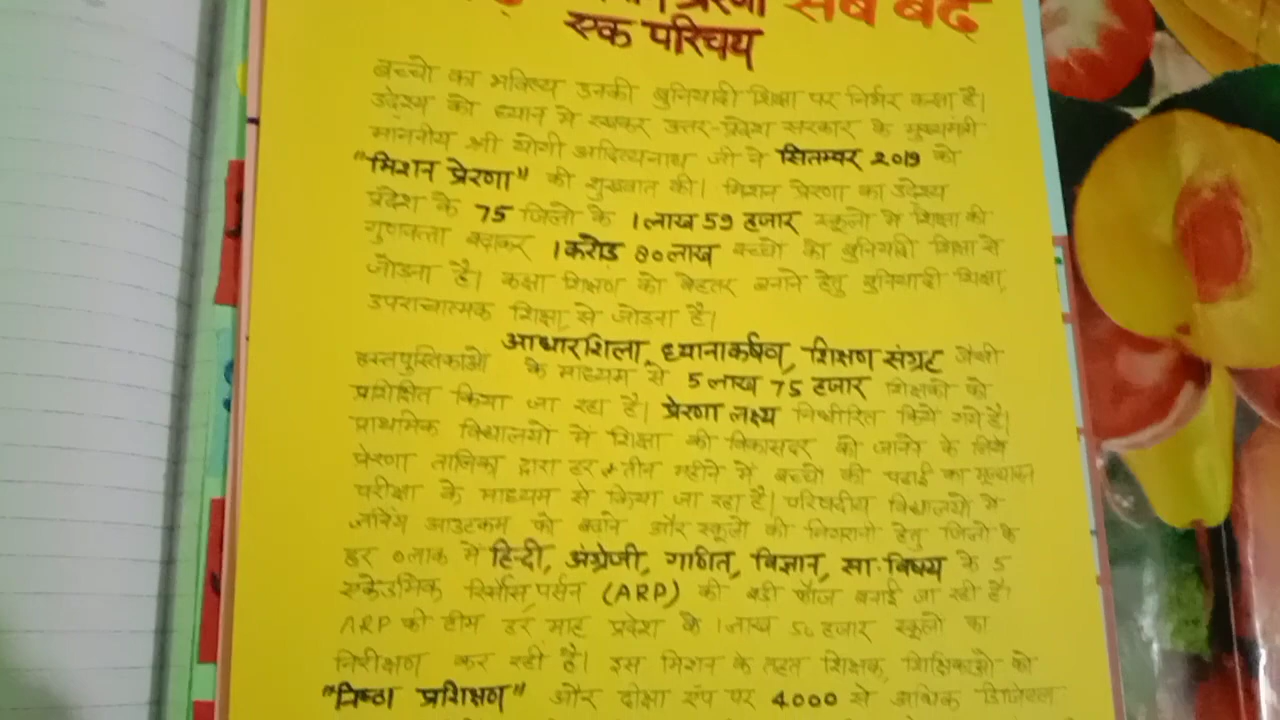 प्रेरणा सब बढ़ें
एक परिचय
बच्चो का भविष्य उनकी बुनियादी शिक्षा पर निर्भर करता है।
उद्देश्य को ध्यान मे रखकर उत्तर-प्रदेश सरकार के मुख्यमंत्री
माननीय श्री योगी आदित्यनाथ जी ने सितम्बर 2019 को
"मिशन प्रेरणा" की शुरुवात की। मिशन प्रेरणा का उद्देश्य
प्रदेश के 75 जिलो के 1 लाख 59 हजार स्कूलो मे शिक्षा की
गुणवत्ता बढ़ाकर 1 करोड़ 80 लाख बच्चो को बुनियादी शिक्षा से
जोड़ना है। कक्षा शिक्षण को बेहतर बनाने हेतु बुनियादी शिक्षा,
उपराचात्मक शिक्षा से जोड़ना है।
आधारशिला, ध्यानाकर्षण, शिक्षण संग्रह जैसी
हस्तपुस्तिकाओ के माध्यम से 5 लाख 75 हजार शिक्षको को
प्रशिक्षित किया जा रहा है। प्रेरणा लक्ष्य निर्धारित किये गये है।
प्राथमिक विद्यालयो में शिक्षा की विकासदर को जानने के लिये
प्रेरणा तालिका द्वारा हर तीन महीने में बच्चो की पढाई का मूल्यांकन
परीक्षा के माध्यम से किया जा रहा है। परिषदीय विद्यालयो मे
लर्निंग आउटकम को बढाने और स्कूलो की निगरानी हेतु जिलो के
हर ब्लाक मे हिन्दी, अंग्रेजी, गणित, विज्ञान, सा. विषय के 5
एकेडमिक रिर्सोस पर्सन (ARP) की बडी फौज बनाई जा रही है।
ARP की टीम हर माह प्रदेश के 1 लाख 50 हजार स्कूलो का
निरीक्षण कर रही है। इस मिशन के तहत शिक्षक, शिक्षिकाओ को
"निष्ठा प्रशिक्षण" और दीक्षा एप पर 4000 से अधिक डिजिटल